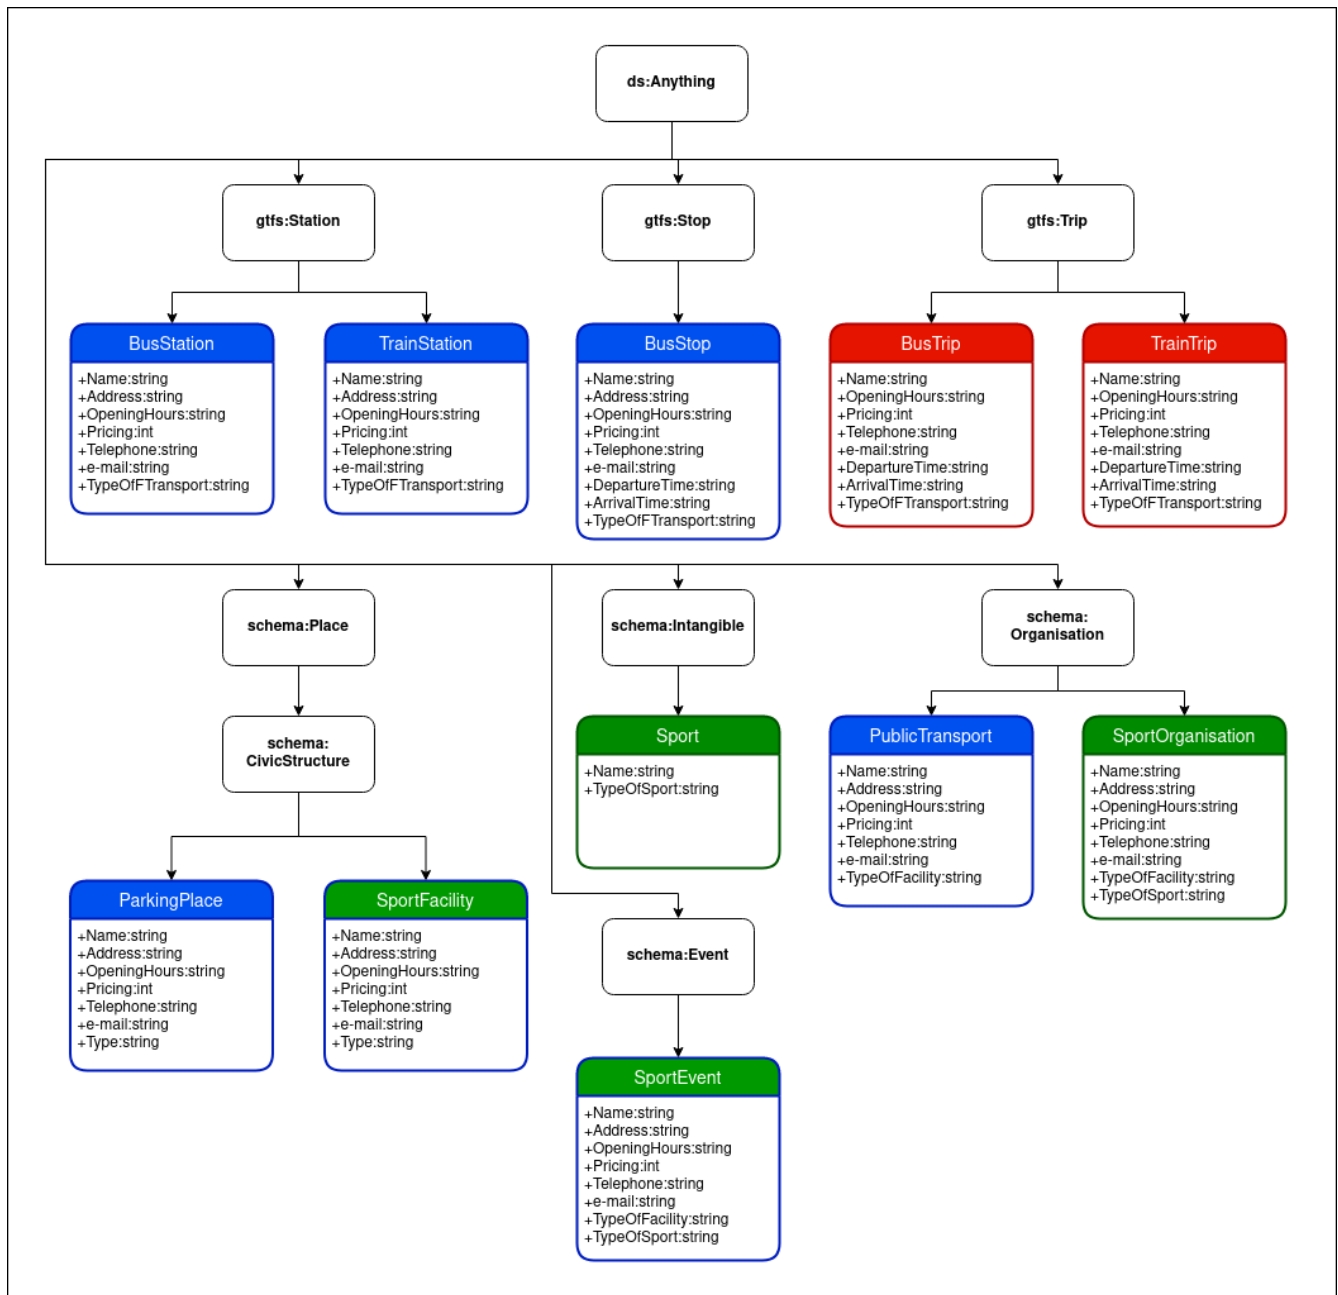 ds:Anything
gtfs:Station
gtfs:Stop
gtfs:Trip
BusStation
+Name:string
+Address:string
+OpeningHours:string
+Pricing:int
+Telephone:string
+e-mail:string
+TypeOfFTransport:string
TrainStation
+Name:string
+Address:string
+OpeningHours:string
+Pricing:int
+Telephone:string
+e-mail:string
+TypeOfFTransport:string
BusStop
+Name:string
+Address:string
+OpeningHours:string
+Pricing:int
+Telephone:string
+e-mail:string
+DepartureTime:string
+ArrivalTime:string
+TypeOfFTransport:string
BusTrip
+Name:string
+OpeningHours:string
+Pricing:int
+Telephone:string
+e-mail:string
+DepartureTime:string
+ArrivalTime:string
+TypeOfFTransport:string
TrainTrip
+Name:string
+OpeningHours:string
+Pricing:int
+Telephone:string
+e-mail:string
+DepartureTime:string
+ArrivalTime:string
+TypeOfFTransport:string
schema:Place
schema:Intangible
schema:
Organisation
schema:
CivicStructure
Sport
+Name:string
+TypeOfSport:string
PublicTransport
+Name:string
+Address:string
+OpeningHours:string
+Pricing:int
+Telephone:string
+e-mail:string
+TypeOfFacility:string
SportOrganisation
+Name:string
+Address:string
+OpeningHours:string
+Pricing:int
+Telephone:string
+e-mail:string
+TypeOfFacility:string
+TypeOfSport:string
ParkingPlace
+Name:string
+Address:string
+OpeningHours:string
+Pricing:int
+Telephone:string
+e-mail:string
+Type:string
SportFacility
+Name:string
+Address:string
+OpeningHours:string
+Pricing:int
+Telephone:string
+e-mail:string
+Type:string
schema:Event
SportEvent
+Name:string
+Address:string
+OpeningHours:string
+Pricing:int
+Telephone:string
+e-mail:string
+TypeOfFacility:string
+TypeOfSport:string